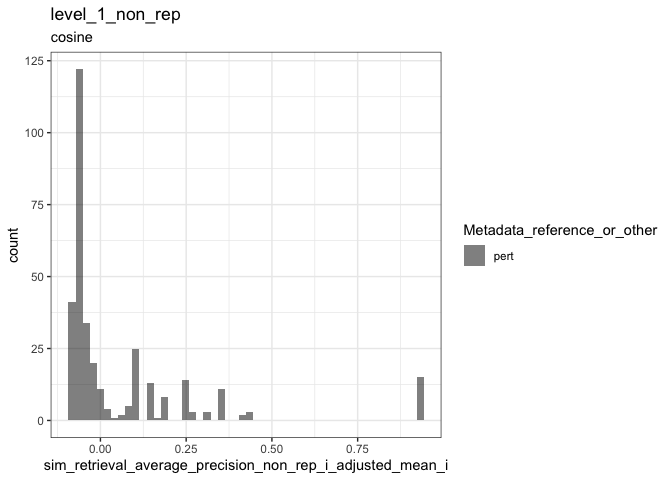 level_1_non_rep
cosine
125
100
75
50
25
0
count
0.00 0.25 0.50 0.75
sim_retrieval_average_precision_non_rep_i_adjusted_mean_i
Metadata_reference_or_other
pert